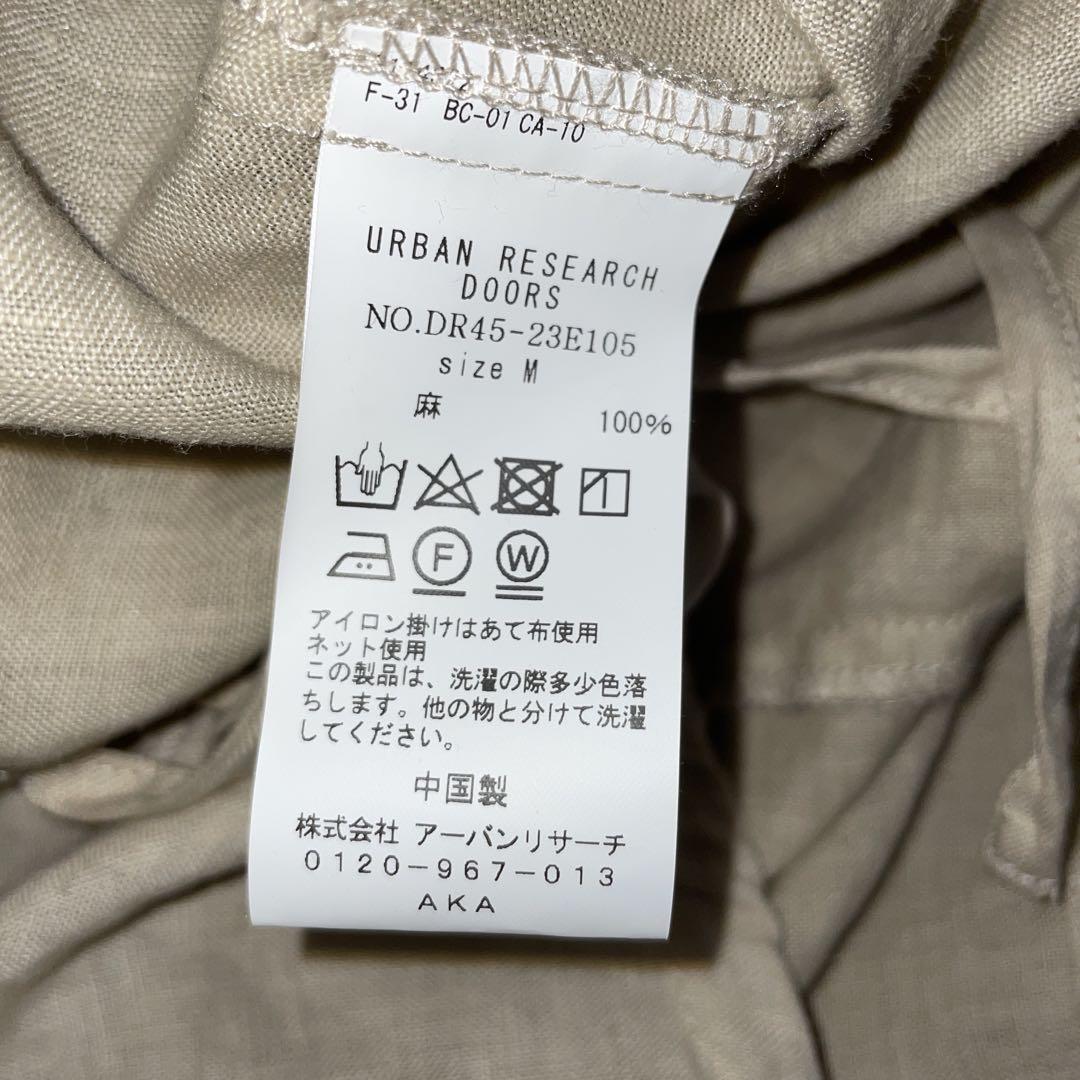 F-31 BC-01 CA-10
URBAN RESEARCH
DOORS
NO.DR45-23E105
size M
麻 100%
F W
アイロン掛けはあて布使用
ネット使用
この製品は、洗濯の際多少色落
ちします。他の物と分けて洗濯
してください。
中国製
株式会社 アーバンリサーチ
0120-967-013
AKA